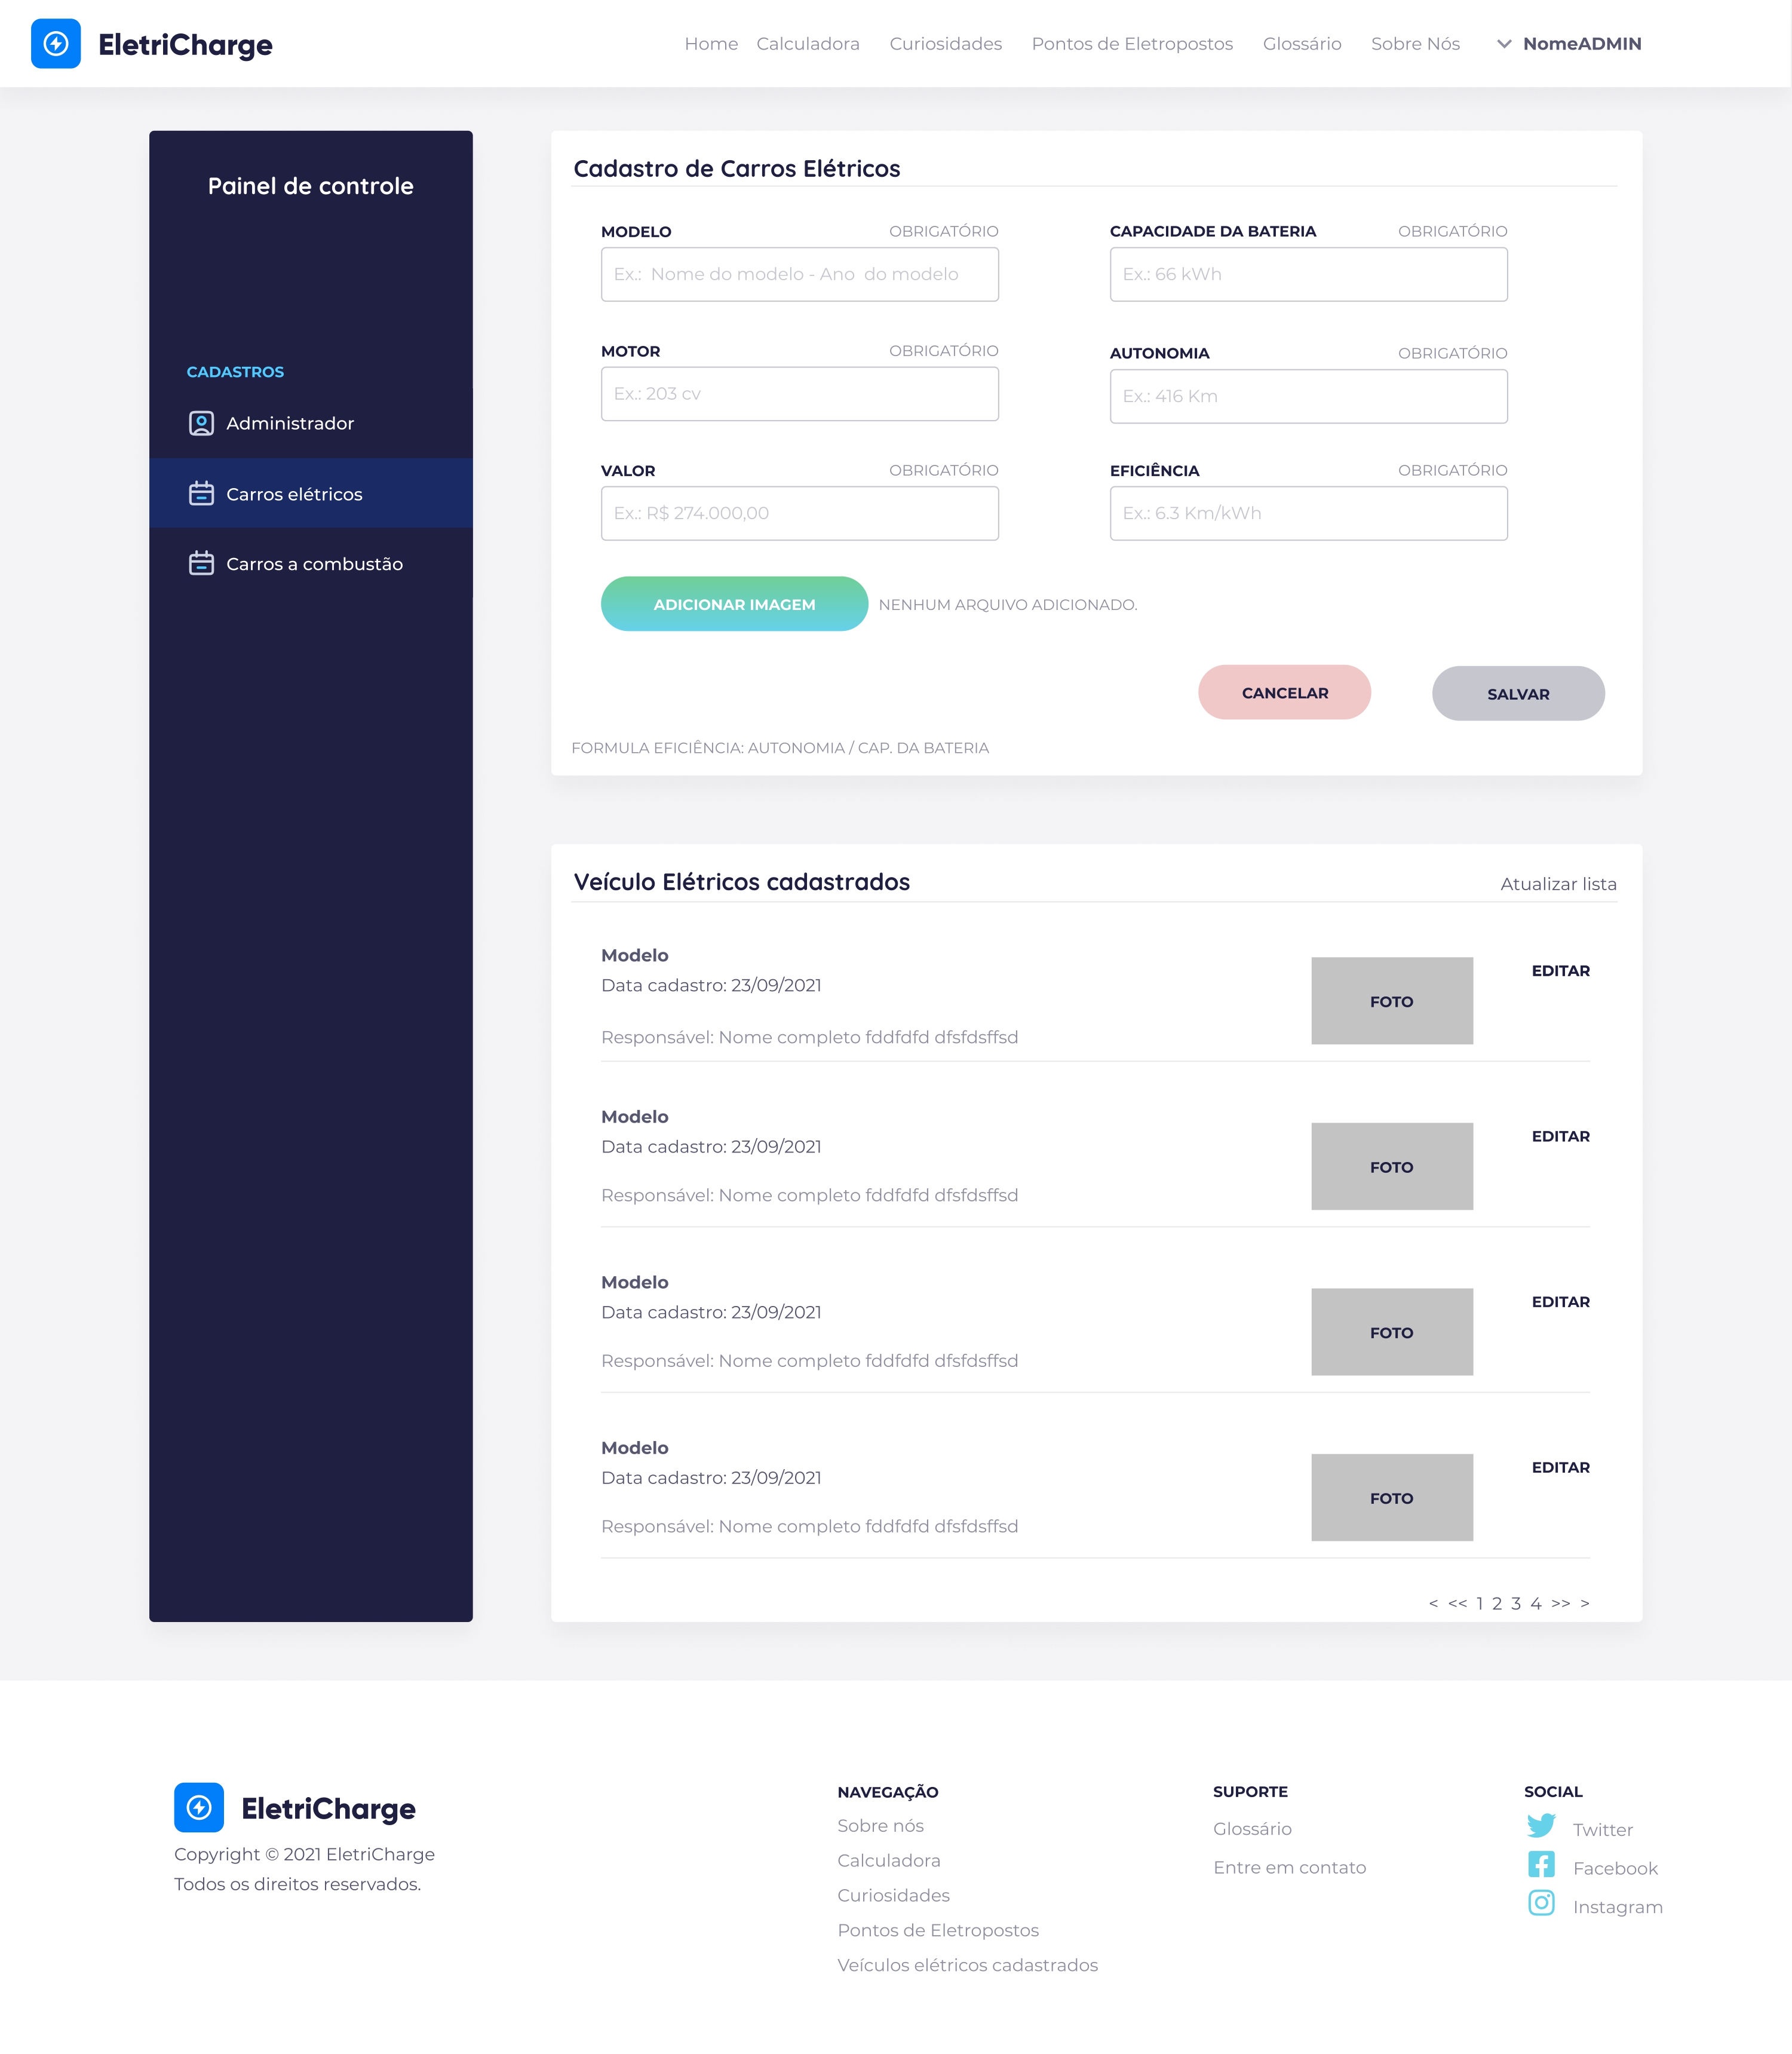 EletriCharge
Home Calculadora Curiosidades Pontos de Eletropostos Glossário Sobre Nós NomeADMIN
Painel de controle
CADASTROS
Administrador
Carros elétricos
Carros a combustão
Cadastro de Carros Elétricos
MODELO OBRIGATÓRIO
Ex.: Nome do modelo - Ano do modelo
CAPACIDADE DA BATERIA OBRIGATÓRIO
Ex.: 66 kWh
MOTOR OBRIGATÓRIO
Ex.: 203 cv
AUTONOMIA OBRIGATÓRIO
Ex.: 416 Km
VALOR OBRIGATÓRIO
Ex.: R$ 274.000,00
EFICIÊNCIA OBRIGATÓRIO
Ex.: 6.3 Km/kWh
ADICIONAR IMAGEM NENHUM ARQUIVO ADICIONADO.
CANCELAR SALVAR
FORMULA EFICIÊNCIA: AUTONOMIA / CAP. DA BATERIA
Veículo Elétricos cadastrados Atualizar lista
Modelo
Data cadastro: 23/09/2021
Responsável: Nome completo fddfdfd dfsfdsffsd
FOTO
EDITAR
Modelo
Data cadastro: 23/09/2021
Responsável: Nome completo fddfdfd dfsfdsffsd
FOTO
EDITAR
Modelo
Data cadastro: 23/09/2021
Responsável: Nome completo fddfdfd dfsfdsffsd
FOTO
EDITAR
Modelo
Data cadastro: 23/09/2021
Responsável: Nome completo fddfdfd dfsfdsffsd
FOTO
EDITAR
< << 1 2 3 4 >> >
EletriCharge
Copyright © 2021 EletriCharge
Todos os direitos reservados.
NAVEGAÇÃO
Sobre nós
Calculadora
Curiosidades
Pontos de Eletropostos
Veículos elétricos cadastrados
SUPORTE
Glossário
Entre em contato
SOCIAL
Twitter
Facebook
Instagram